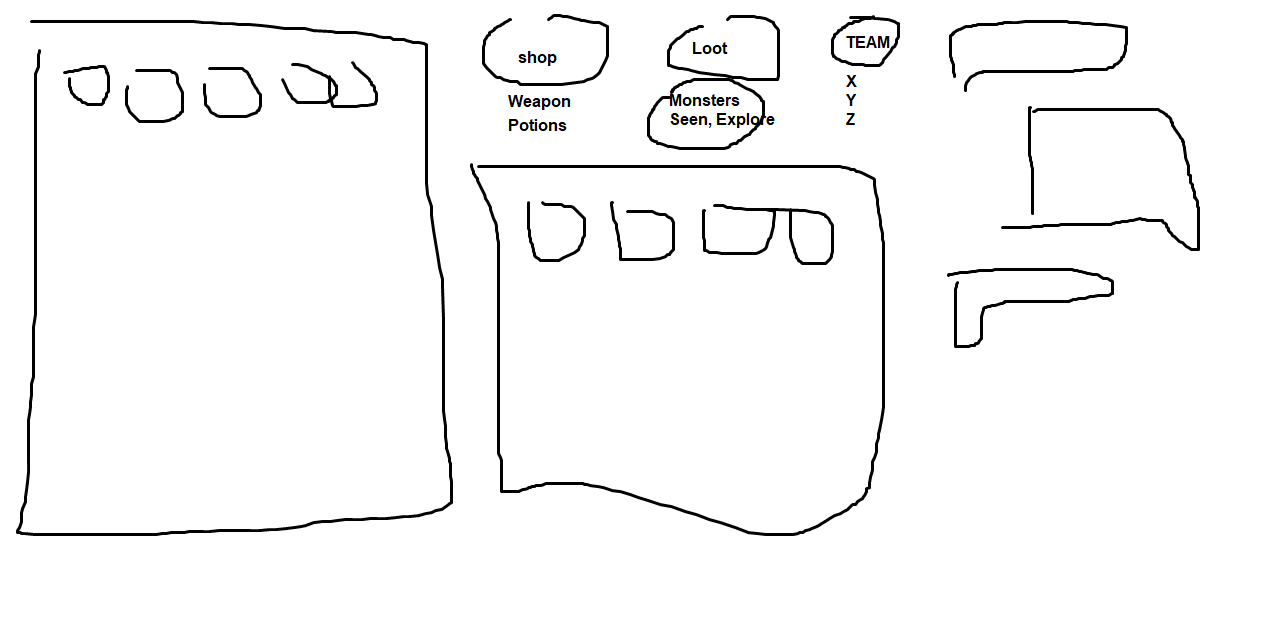 shop
Weapon
Potions
Loot
Monsters
Seen, Explore
TEAM
X
Y
Z